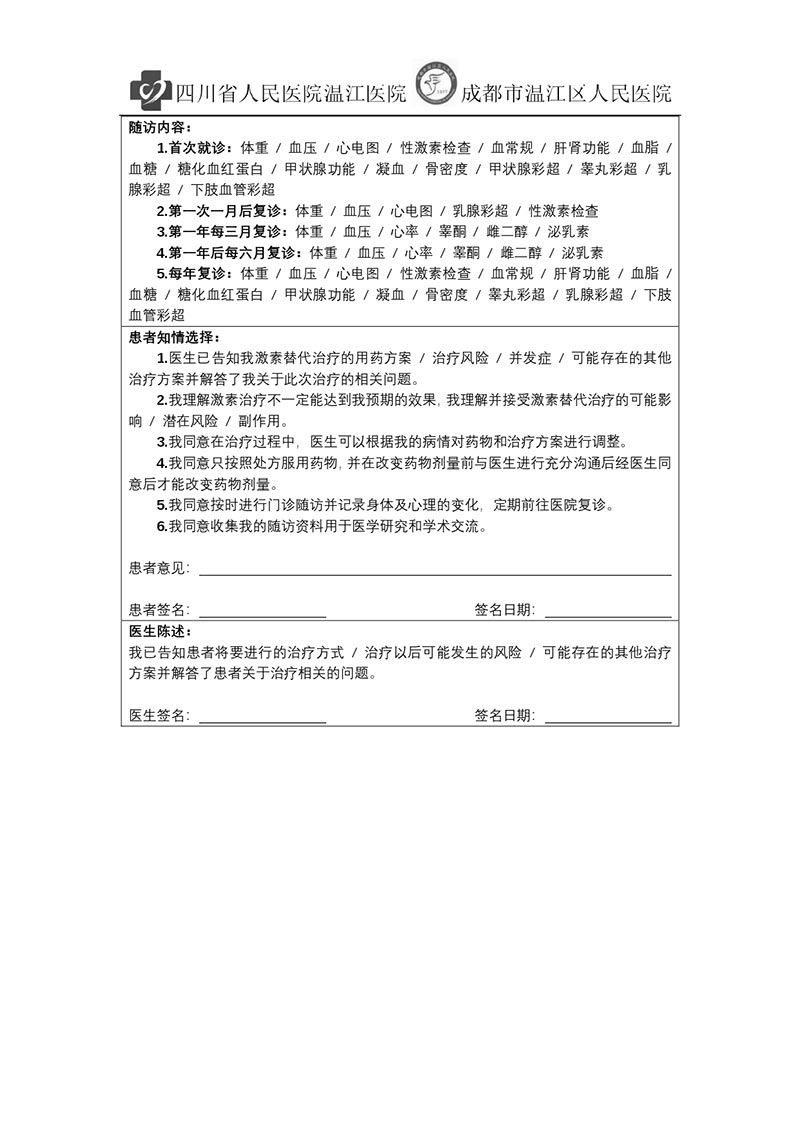 四川省人民医院温江医院 成都市温江区人民医院
随访内容：
1.首次就诊：体重 / 血压 / 心电图 / 性激素检查 / 血常规 / 肝肾功能 / 血脂 /
血糖 / 糖化血红蛋白 / 甲状腺功能 / 凝血 / 骨密度 / 甲状腺彩超 / 睾丸彩超 / 乳
腺彩超 / 下肢血管彩超
2.第一次一月后复诊：体重 / 血压 / 心电图 / 乳腺彩超 / 性激素检查
3.第一年每三月复诊：体重 / 血压 / 心率 / 睾酮 / 雌二醇 / 泌乳素
4.第一年后每六月复诊：体重 / 血压 / 心率 / 睾酮 / 雌二醇 / 泌乳素
5.每年复诊：体重 / 血压 / 心电图 / 性激素检查 / 血常规 / 肝肾功能 / 血脂 /
血糖 / 糖化血红蛋白 / 甲状腺功能 / 凝血 / 骨密度 / 睾丸彩超 / 乳腺彩超 / 下肢
血管彩超
患者知情选择：
1.医生已告知我激素替代治疗的用药方案 / 治疗风险 / 并发症 / 可能存在的其他
治疗方案并解答了我关于此次治疗的相关问题。
2.我理解激素治疗不一定能达到我预期的效果，我理解并接受激素替代治疗的可能影
响 / 潜在风险 / 副作用。
3.我同意在治疗过程中，医生可以根据我的病情对药物和治疗方案进行调整。
4.我同意只按照处方服用药物，并在改变药物剂量前与医生进行充分沟通后经医生同
意后才能改变药物剂量。
5.我同意按时进行门诊随访并记录身体及心理的变化，定期前往医院复诊。
6.我同意收集我的随访资料用于医学研究和学术交流。
患者意见：
患者签名： 签名日期：
医生陈述：
我已告知患者将要进行的治疗方式 / 治疗以后可能发生的风险 / 可能存在的其他治疗
方案并解答了患者关于治疗相关的问题。
医生签名： 签名日期：